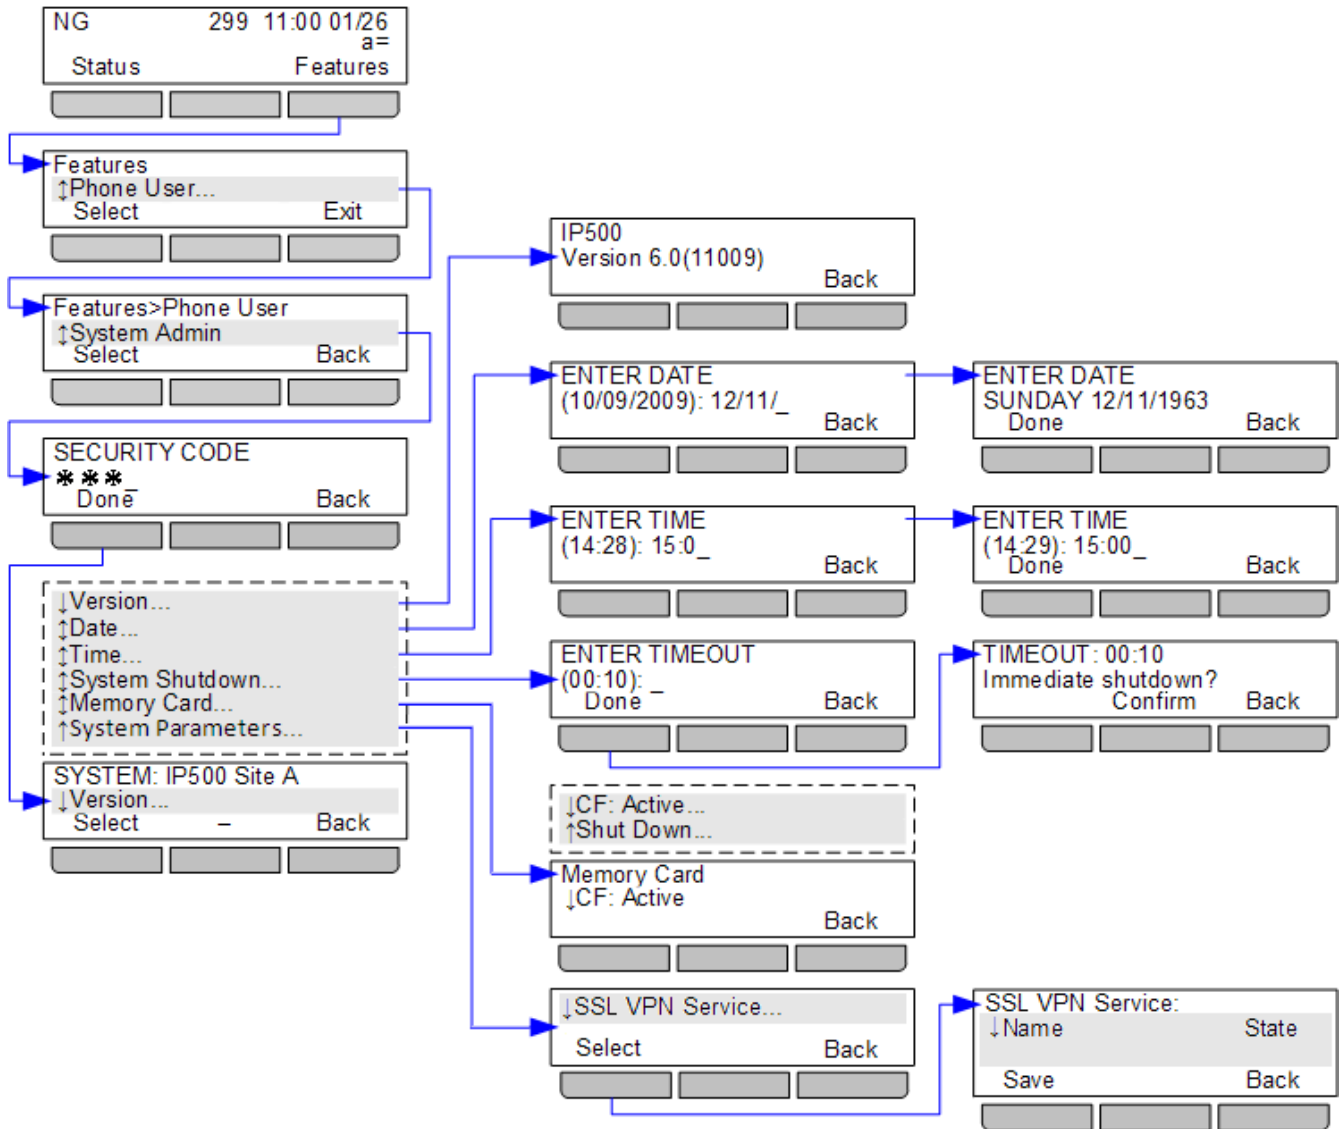 NG 299 11:00 01/26
a=
Status Features
Features
↕Phone User...
Select Exit
Features>Phone User
↕System Admin
Select Back
SECURITY CODE
***_
Done Back
↓Version...
↕Date...
↕Time...
↕System Shutdown...
↕Memory Card...
↑System Parameters...
SYSTEM: IP500 Site A
↓Version...
Select – Back
IP500
Version 6.0(11009)
Back
ENTER DATE
(10/09/2009): 12/11/_
Back
ENTER DATE
SUNDAY 12/11/1963
Done Back
ENTER TIME
(14:28): 15:0_
Back
ENTER TIME
(14:29): 15:00_
Done Back
ENTER TIMEOUT
(00:10): _
Done Back
TIMEOUT: 00:10
Immediate shutdown?
Confirm Back
↓CF: Active...
↑Shut Down...
Memory Card
↓CF: Active
Back
↓SSL VPN Service...
Select Back
SSL VPN Service:
↓Name State
Save Back